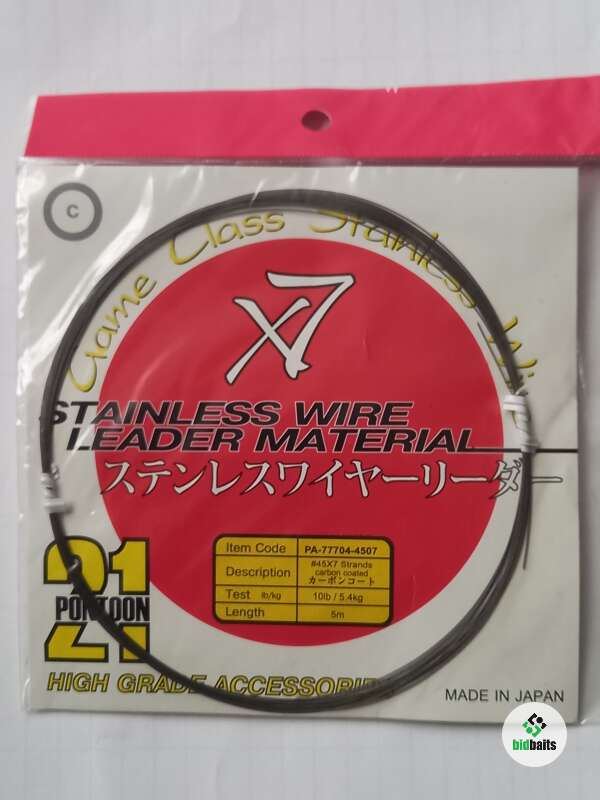 C
Game Class Stainless Wire
X7
STAINLESS WIRE
LEADER MATERIAL
ステンレスワイヤーリーダー
Item Code PA-77704-4507
Description #45X7 Strands
carbon coated
カーボンコート
Test lb/kg 10lb / 5.4kg
Length 5m
21
PONTOON
HIGH GRADE ACCESSORIE
MADE IN JAPAN
bidbaits